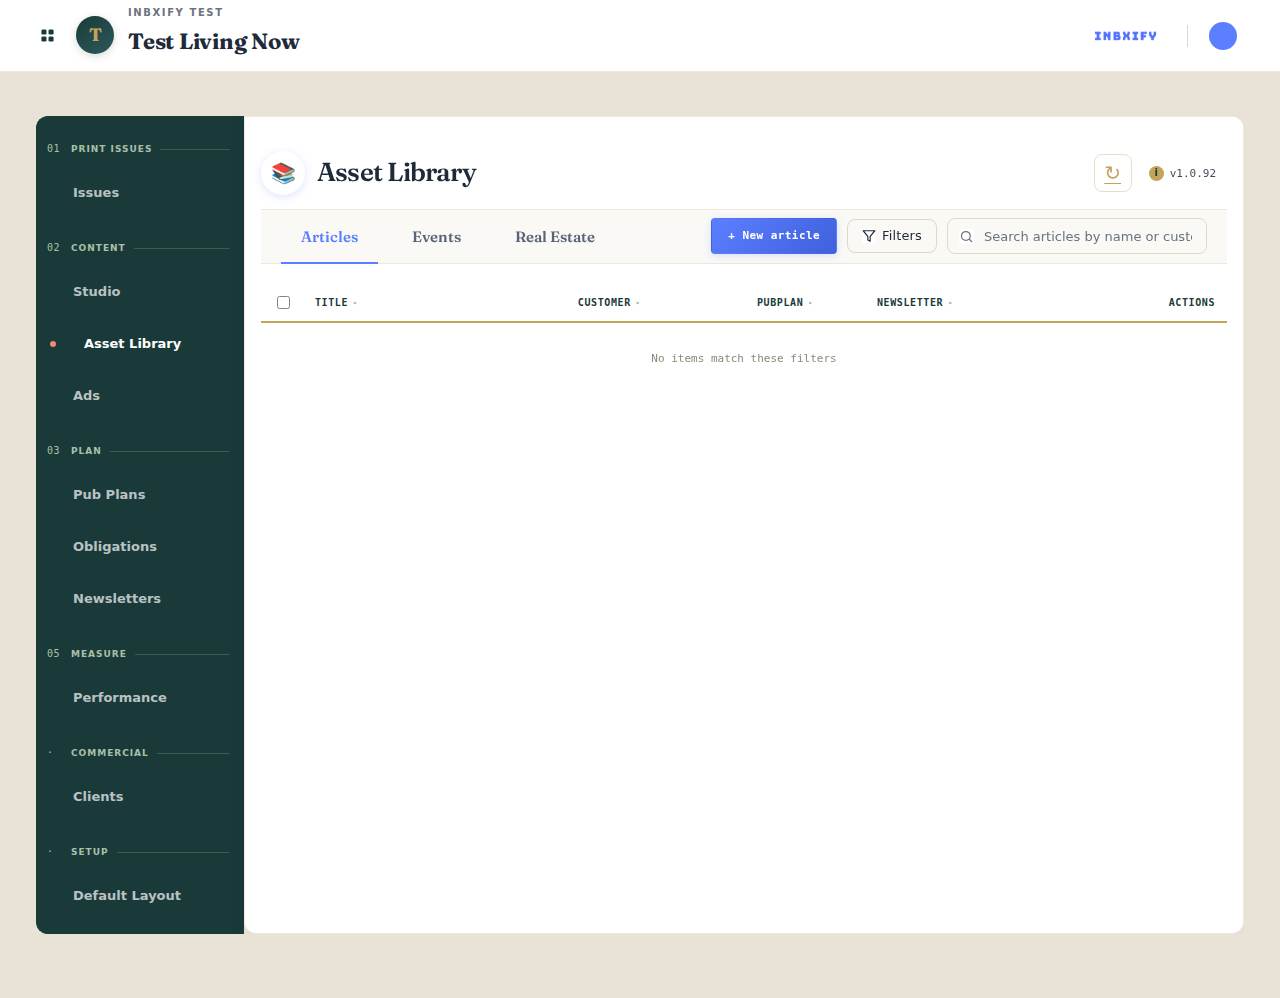 INBXIFY TEST
T
Test Living Now
INBXIFY
01 PRINT ISSUES
Issues
02 CONTENT
Studio
Asset Library
Ads
03 PLAN
Pub Plans
Obligations
Newsletters
05 MEASURE
Performance
· COMMERCIAL
Clients
· SETUP
Default Layout
Asset Library
↻
i v1.0.92
Articles Events Real Estate
+ New article
Filters
Search articles by name or custo
TITLE CUSTOMER PUBPLAN NEWSLETTER ACTIONS
No items match these filters